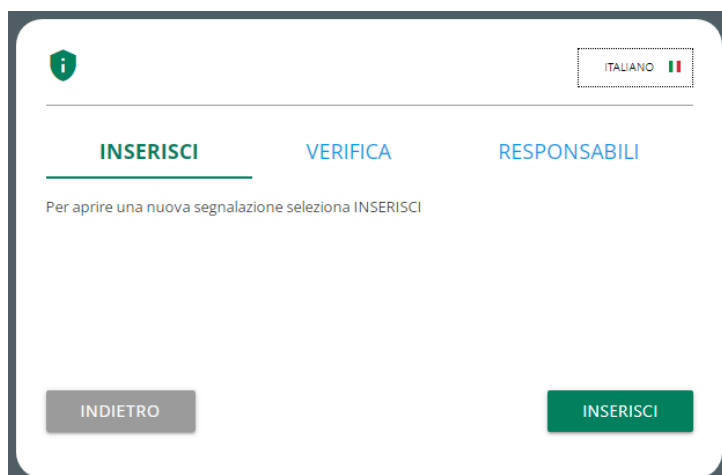 ITALIANO
INSERISCI VERIFICA RESPONSABILI
Per aprire una nuova segnalazione seleziona INSERISCI
INDIETRO INSERISCI